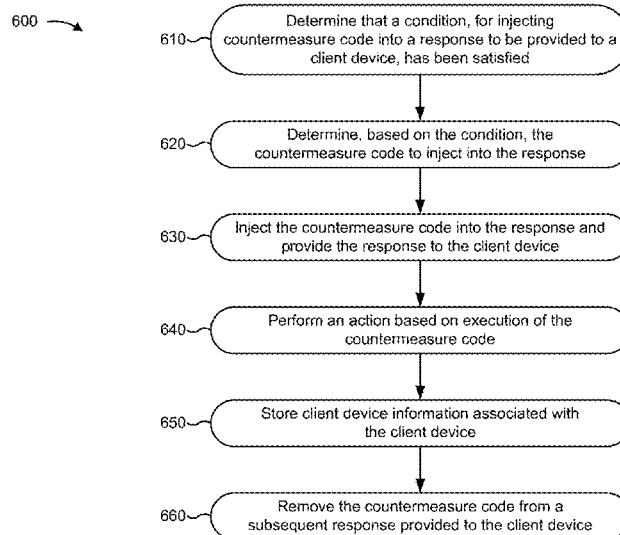 600
610
Determine that a condition, for injecting
countermeasure code into a response to be provided to a
client device, has been satisfied
620
Determine, based on the condition, the
countermeasure code to inject into the response
630
Inject the countermeasure code into the response and
provide the response to the client device
640
Perform an action based on execution of the
countermeasure code
650
Store client device information associated with
the client device
660
Remove the countermeasure code from a
subsequent response provided to the client device